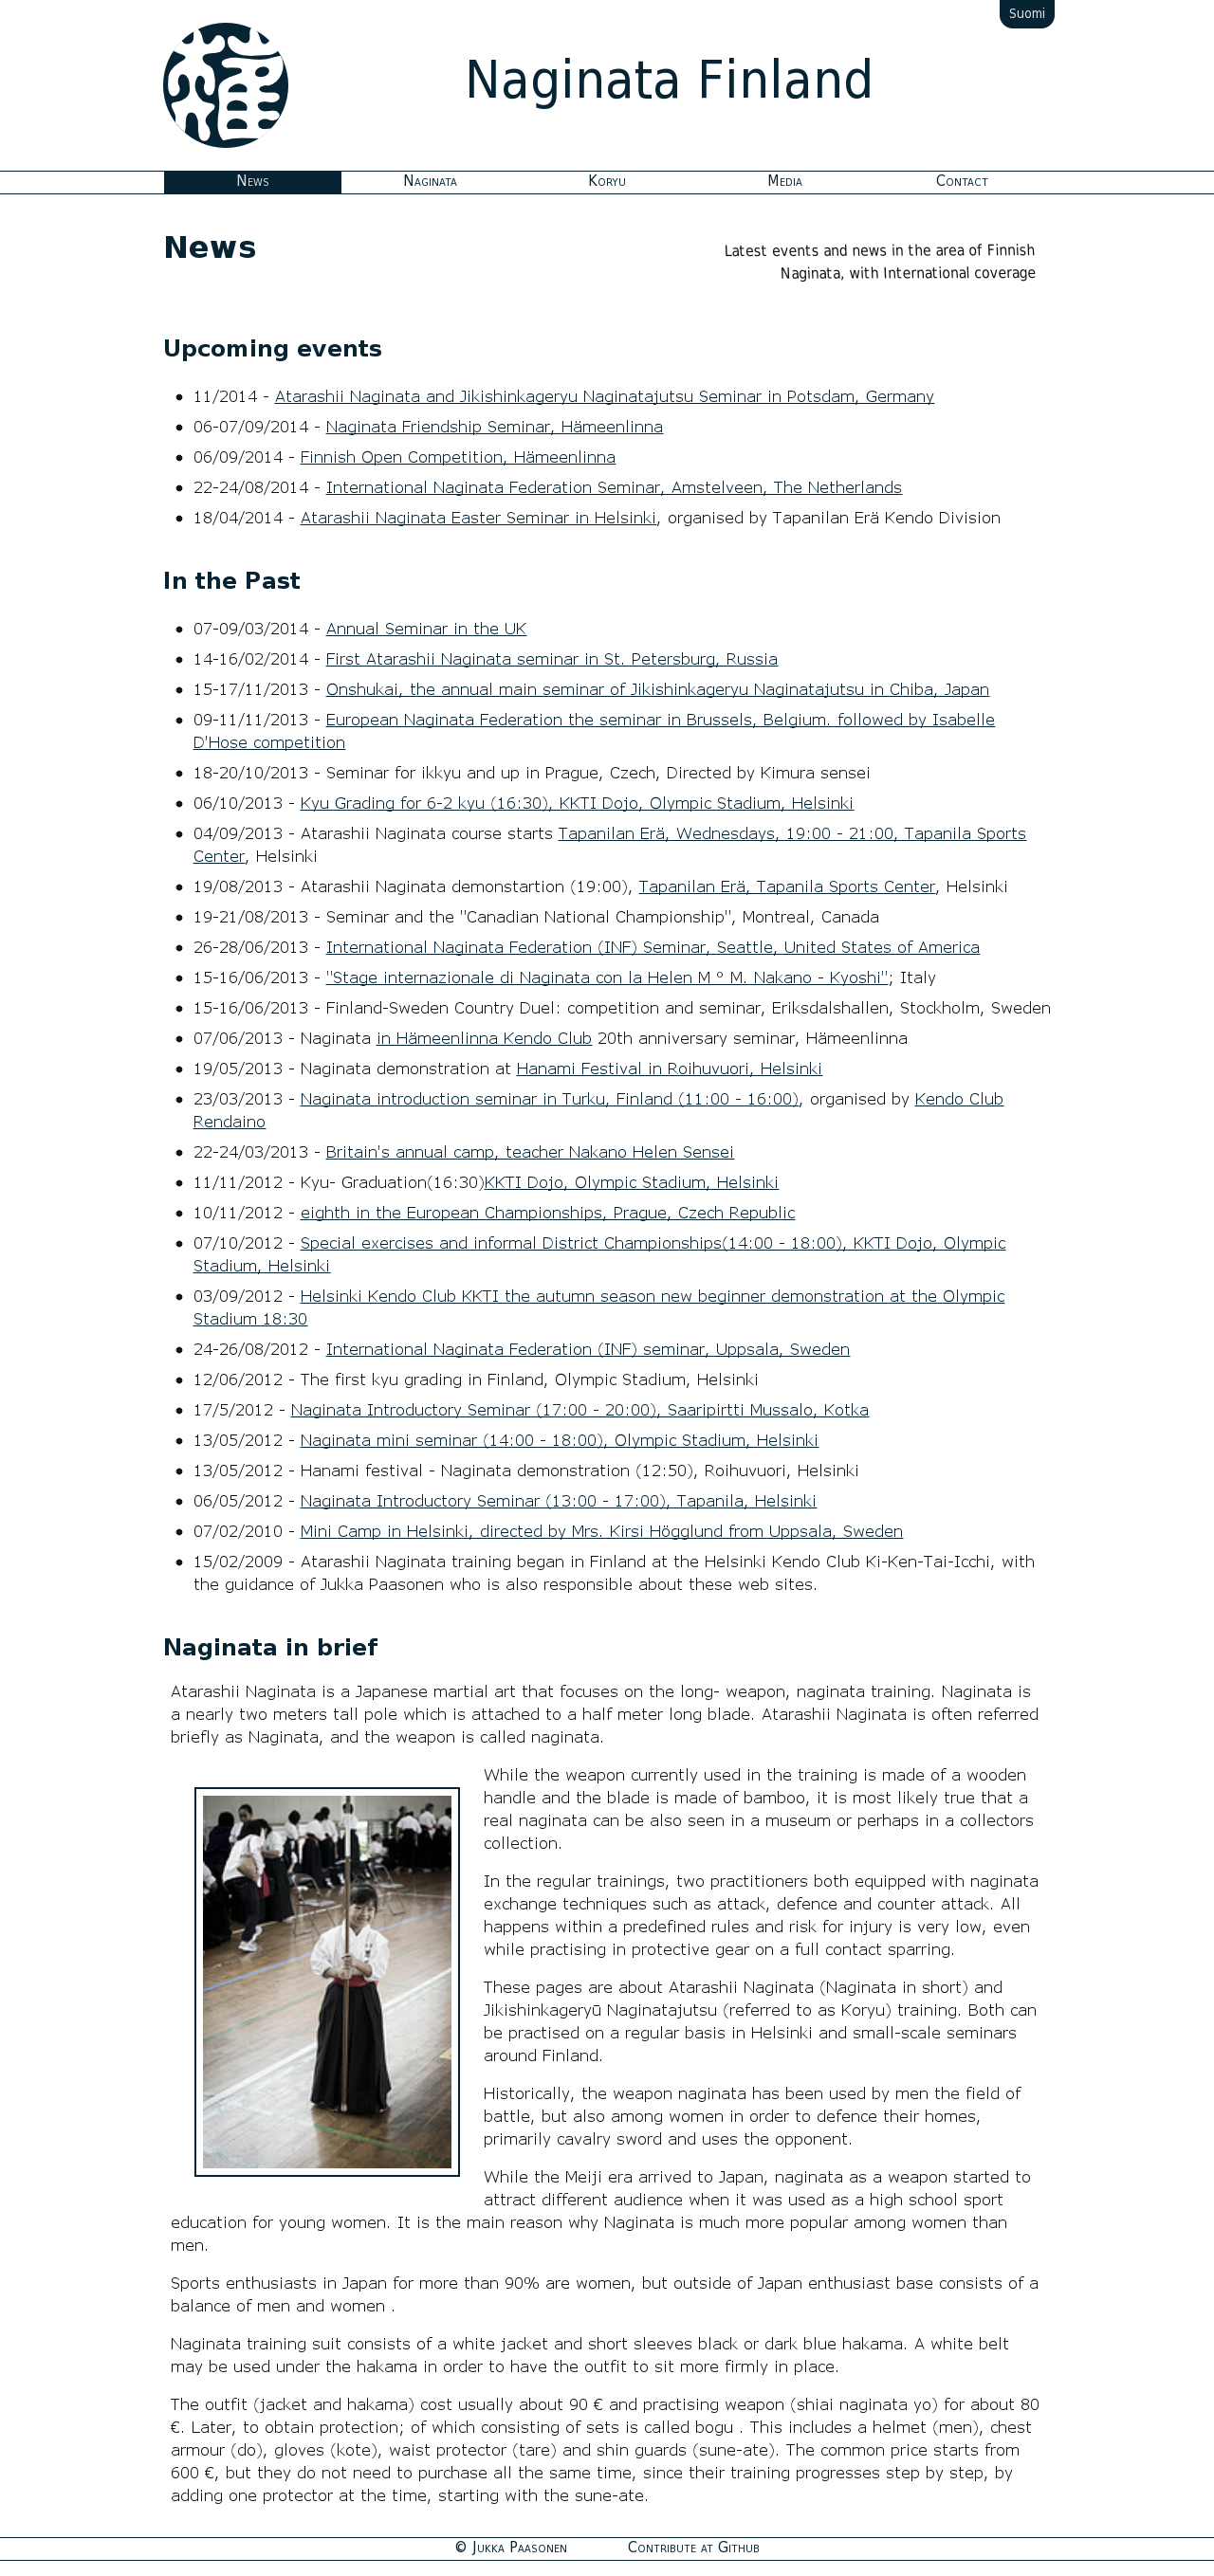 Suomi
Naginata Finland
News Naginata Koryu Media Contact
News
Latest events and news in the area of Finnish
Naginata, with International coverage
Upcoming events
• 11/2014 - Atarashii Naginata and Jikishinkageryu Naginatajutsu Seminar in Potsdam, Germany
• 06-07/09/2014 - Naginata Friendship Seminar, Hämeenlinna
• 06/09/2014 - Finnish Open Competition, Hämeenlinna
• 22-24/08/2014 - International Naginata Federation Seminar, Amstelveen, The Netherlands
• 18/04/2014 - Atarashii Naginata Easter Seminar in Helsinki, organised by Tapanilan Erä Kendo Division
In the Past
• 07-09/03/2014 - Annual Seminar in the UK
• 14-16/02/2014 - First Atarashii Naginata seminar in St. Petersburg, Russia
• 15-17/11/2013 - Onshukai, the annual main seminar of Jikishinkageryu Naginatajutsu in Chiba, Japan
• 09-11/11/2013 - European Naginata Federation the seminar in Brussels, Belgium. followed by Isabelle
D'Hose competition
• 18-20/10/2013 - Seminar for ikkyu and up in Prague, Czech, Directed by Kimura sensei
• 06/10/2013 - Kyu Grading for 6-2 kyu (16:30), KKTI Dojo, Olympic Stadium, Helsinki
• 04/09/2013 - Atarashii Naginata course starts Tapanilan Erä, Wednesdays, 19:00 - 21:00, Tapanila Sports
Center, Helsinki
• 19/08/2013 - Atarashii Naginata demonstartion (19:00), Tapanilan Erä, Tapanila Sports Center, Helsinki
• 19-21/08/2013 - Seminar and the "Canadian National Championship", Montreal, Canada
• 26-28/06/2013 - International Naginata Federation (INF) Seminar, Seattle, United States of America
• 15-16/06/2013 - "Stage internazionale di Naginata con la Helen M ° M. Nakano - Kyoshi"; Italy
• 15-16/06/2013 - Finland-Sweden Country Duel: competition and seminar, Eriksdalshallen, Stockholm, Sweden
• 07/06/2013 - Naginata in Hämeenlinna Kendo Club 20th anniversary seminar, Hämeenlinna
• 19/05/2013 - Naginata demonstration at Hanami Festival in Roihuvuori, Helsinki
• 23/03/2013 - Naginata introduction seminar in Turku, Finland (11:00 - 16:00), organised by Kendo Club
Rendaino
• 22-24/03/2013 - Britain's annual camp, teacher Nakano Helen Sensei
• 11/11/2012 - Kyu- Graduation(16:30)KKTI Dojo, Olympic Stadium, Helsinki
• 10/11/2012 - eighth in the European Championships, Prague, Czech Republic
• 07/10/2012 - Special exercises and informal District Championships(14:00 - 18:00), KKTI Dojo, Olympic
Stadium, Helsinki
• 03/09/2012 - Helsinki Kendo Club KKTI the autumn season new beginner demonstration at the Olympic
Stadium 18:30
• 24-26/08/2012 - International Naginata Federation (INF) seminar, Uppsala, Sweden
• 12/06/2012 - The first kyu grading in Finland, Olympic Stadium, Helsinki
• 17/5/2012 - Naginata Introductory Seminar (17:00 - 20:00), Saaripirtti Mussalo, Kotka
• 13/05/2012 - Naginata mini seminar (14:00 - 18:00), Olympic Stadium, Helsinki
• 13/05/2012 - Hanami festival - Naginata demonstration (12:50), Roihuvuori, Helsinki
• 06/05/2012 - Naginata Introductory Seminar (13:00 - 17:00), Tapanila, Helsinki
• 07/02/2010 - Mini Camp in Helsinki, directed by Mrs. Kirsi Högglund from Uppsala, Sweden
• 15/02/2009 - Atarashii Naginata training began in Finland at the Helsinki Kendo Club Ki-Ken-Tai-Icchi, with
the guidance of Jukka Paasonen who is also responsible about these web sites.
Naginata in brief
Atarashii Naginata is a Japanese martial art that focuses on the long- weapon, naginata training. Naginata is
a nearly two meters tall pole which is attached to a half meter long blade. Atarashii Naginata is often referred
briefly as Naginata, and the weapon is called naginata.
While the weapon currently used in the training is made of a wooden
handle and the blade is made of bamboo, it is most likely true that a
real naginata can be also seen in a museum or perhaps in a collectors
collection.
In the regular trainings, two practitioners both equipped with naginata
exchange techniques such as attack, defence and counter attack. All
happens within a predefined rules and risk for injury is very low, even
while practising in protective gear on a full contact sparring.
These pages are about Atarashii Naginata (Naginata in short) and
Jikishinkageryū Naginatajutsu (referred to as Koryu) training. Both can
be practised on a regular basis in Helsinki and small-scale seminars
around Finland.
Historically, the weapon naginata has been used by men the field of
battle, but also among women in order to defence their homes,
primarily cavalry sword and uses the opponent.
While the Meiji era arrived to Japan, naginata as a weapon started to
attract different audience when it was used as a high school sport
education for young women. It is the main reason why Naginata is much more popular among women than
men.
Sports enthusiasts in Japan for more than 90% are women, but outside of Japan enthusiast base consists of a
balance of men and women .
Naginata training suit consists of a white jacket and short sleeves black or dark blue hakama. A white belt
may be used under the hakama in order to have the outfit to sit more firmly in place.
The outfit (jacket and hakama) cost usually about 90 € and practising weapon (shiai naginata yo) for about 80
€. Later, to obtain protection; of which consisting of sets is called bogu . This includes a helmet (men), chest
armour (do), gloves (kote), waist protector (tare) and shin guards (sune-ate). The common price starts from
600 €, but they do not need to purchase all the same time, since their training progresses step by step, by
adding one protector at the time, starting with the sune-ate.
© Jukka Paasonen Contribute at Github